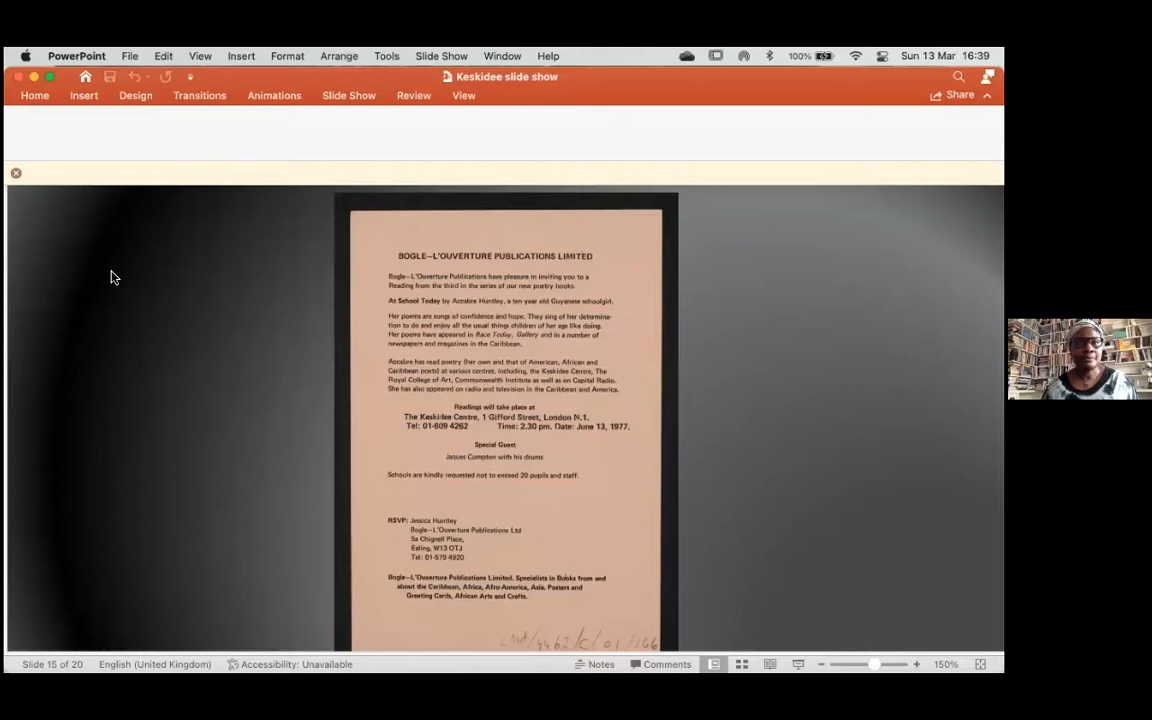 PowerPoint File Edit View Insert Format Arrange Tools Slide Show Window Help 100% Sun 13 Mar 16:39
Keskidee slide show
Home Insert Design Transitions Animations Slide Show Review View Share
BOGLE—L'OUVERTURE PUBLICATIONS LIMITED
Bogle—L'Ouverture Publications have pleasure in inviting you to a
Reading from the third in the series of our new poetry books.
At School Today by Accabre Huntley, a ten year old Guyanese schoolgirl.
Her poems are songs of confidence and hope. They sing of her determina-
tion to do and enjoy all the usual things children of her age like doing.
Her poems have appeared in Race Today, Gallery and in a number of
newspapers and magazines in the Caribbean.
Accabre has read poetry (her own and that of American, African and
Caribbean poets) at various centres, including, the Keskidee Centre, The
Royal College of Art, Commonwealth Institute as well as on Capital Radio.
She has also appeared on radio and television in the Caribbean and America.
Readings will take place at
The Keskidee Centre, 1 Gifford Street, London N.1.
Tel: 01-609 4262 Time: 2.30 pm. Date: June 13, 1977.
Special Guest
Jaques Compton with his drums
Schools are kindly requested not to exceed 20 pupils and staff.
RSVP: Jessica Huntley
Bogle—L'Ouverture Publications Ltd
5a Chignell Place,
Ealing, W13 OTJ
Tel: 01-579 4920
Bogle—L'Ouverture Publications Limited. Specialists in Books from and
about the Caribbean, Africa, Afro-America, Asia. Posters and
Greeting Cards, African Arts and Crafts.
Slide 15 of 20 English (United Kingdom) Accessibility: Unavailable Notes Comments 150%